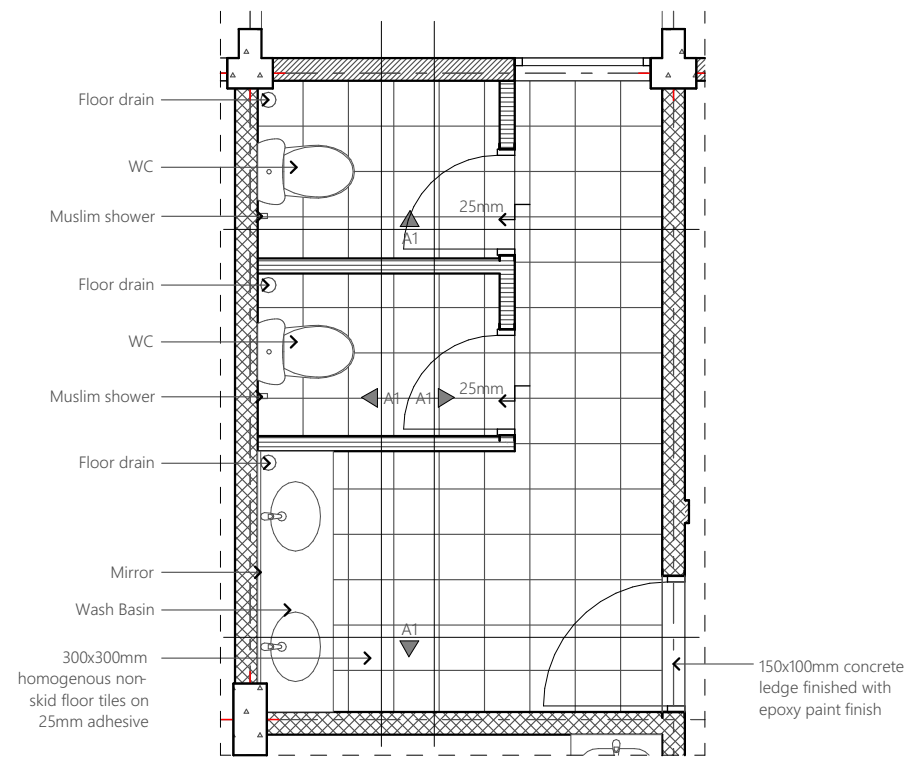 Floor drain
WC
Muslim shower
25mm
A1
Floor drain
WC
Muslim shower
25mm
A1 A1
Floor drain
Mirror
Wash Basin
A1
300x300mm
homogenous non-
skid floor tiles on
25mm adhesive
150x100mm concrete
ledge finished with
epoxy paint finish